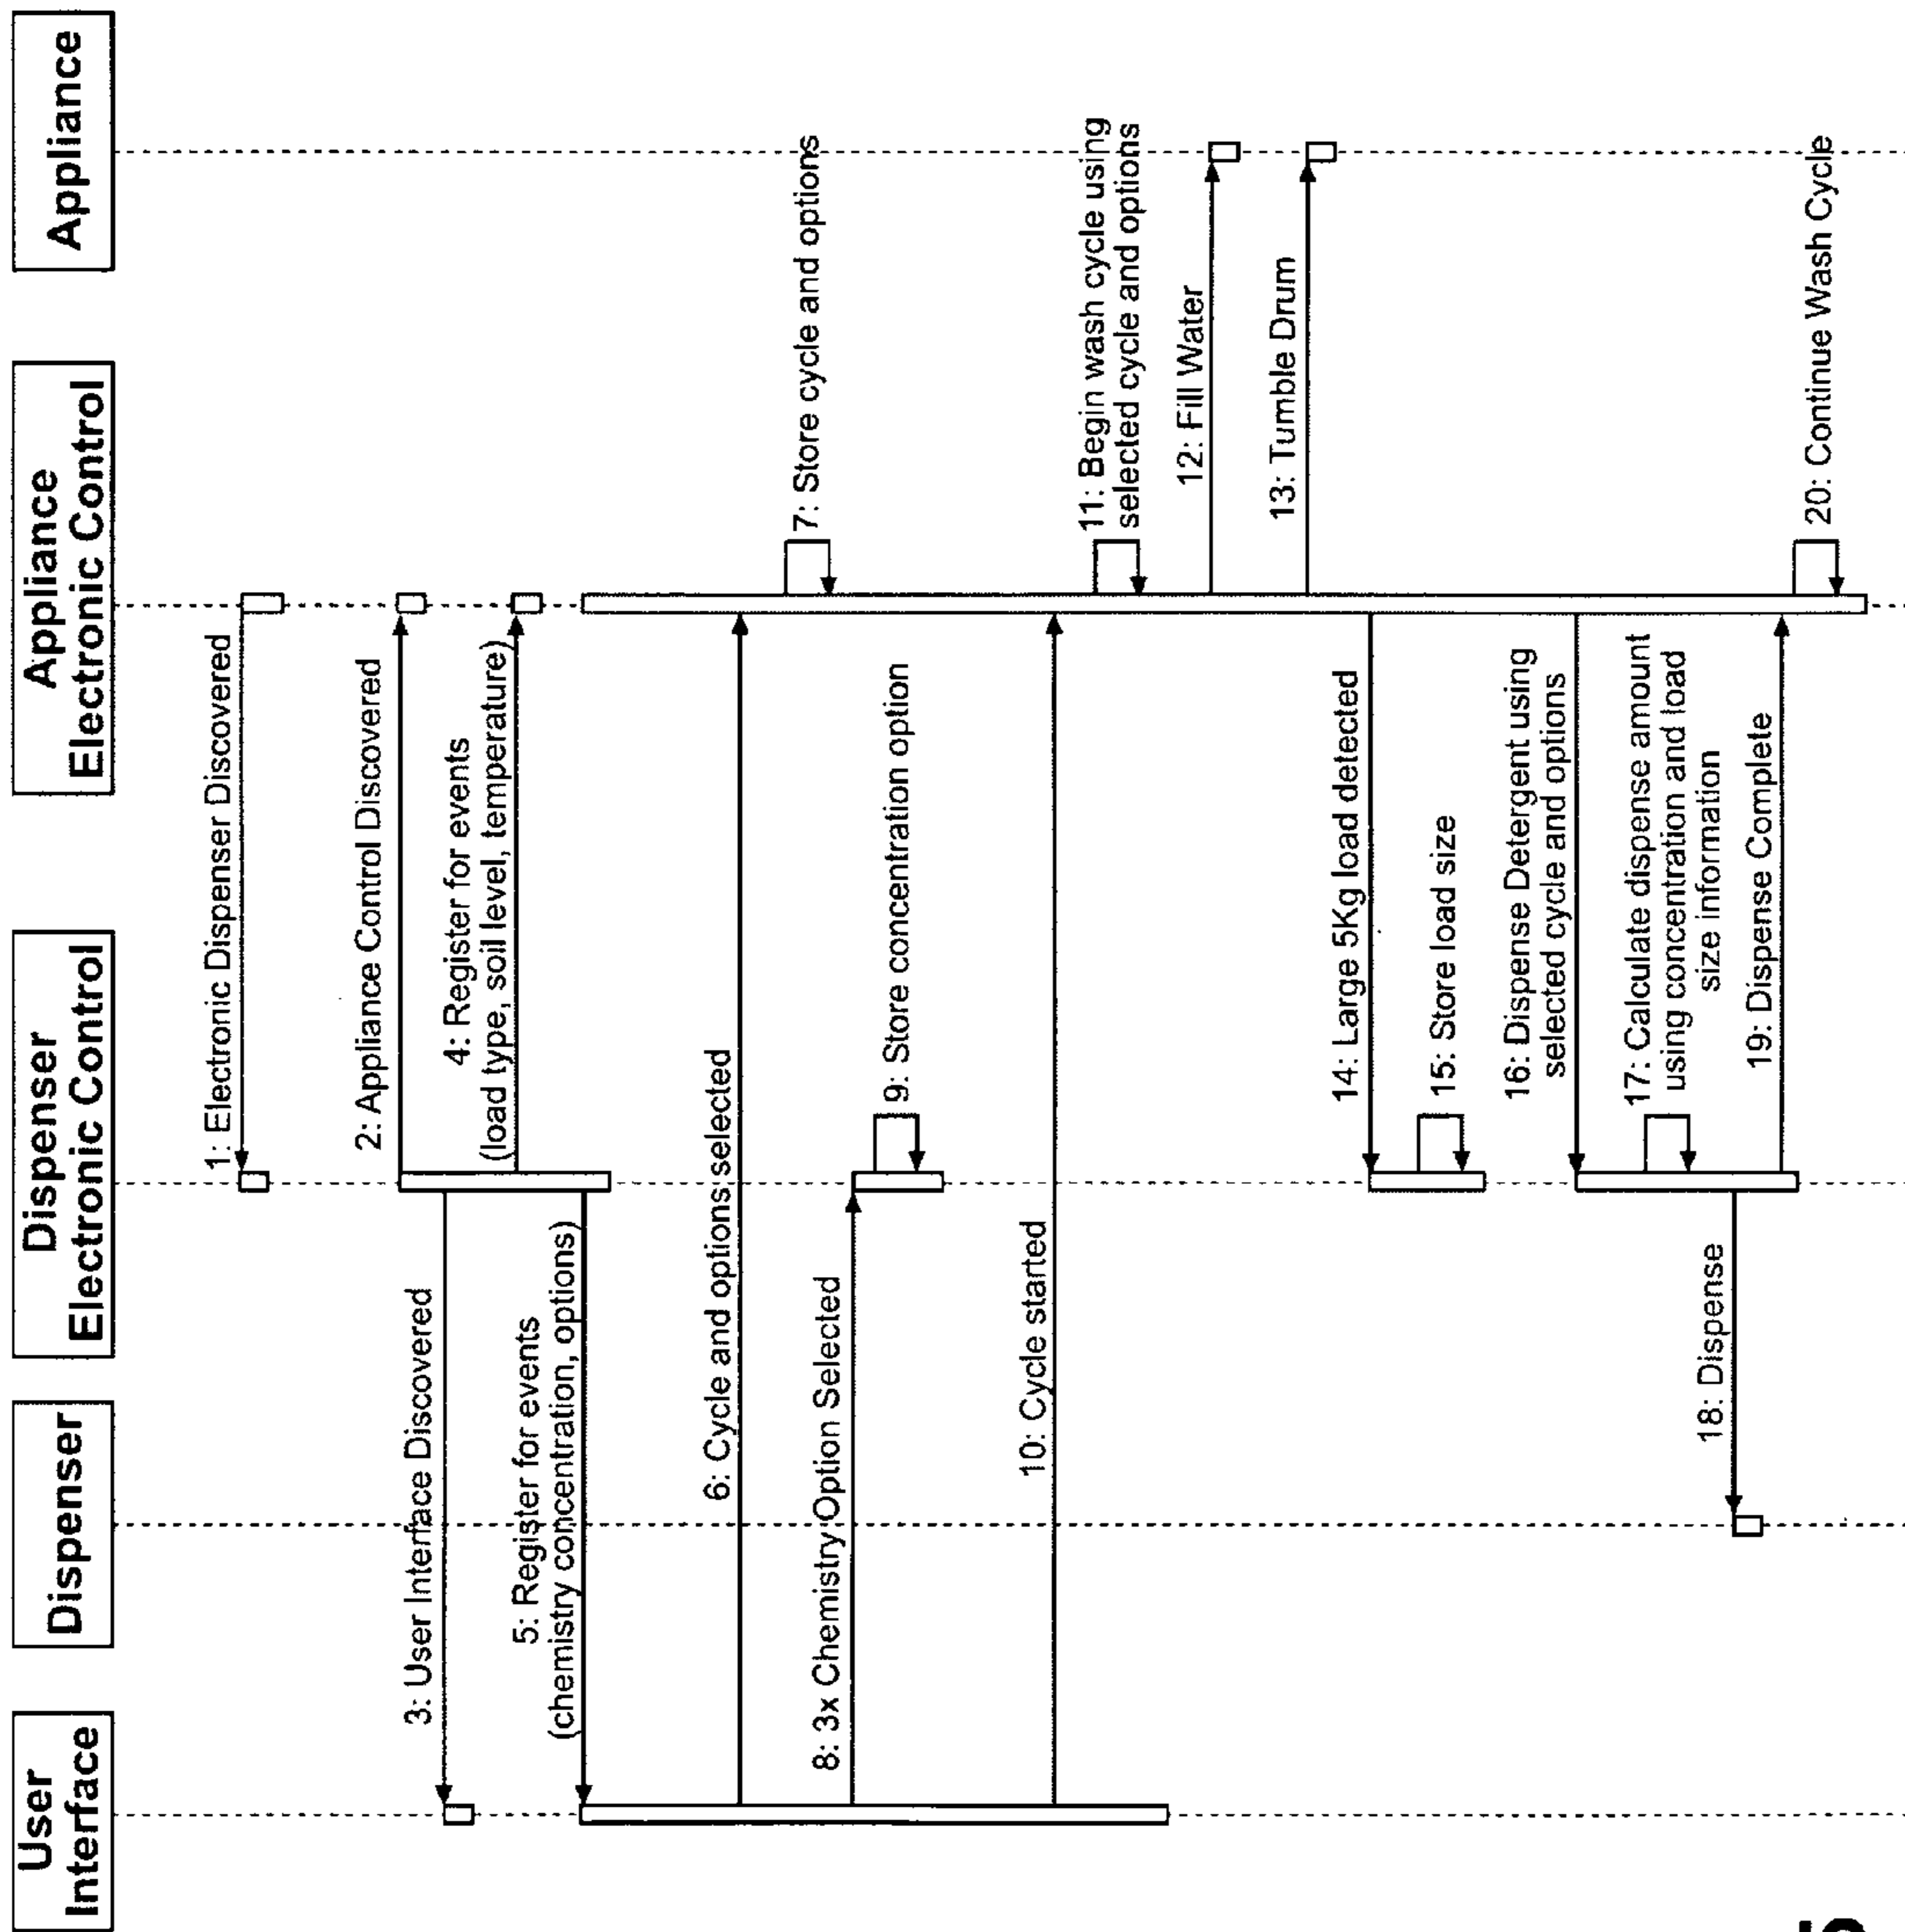 User
Interface
Dispenser
Dispenser
Electronic Control
Appliance
Electronic Control
Appliance
1: Electronic Dispenser Discovered
2: Appliance Control Discovered
3: User Interface Discovered
4: Register for events
(load type, soil level, temperature)
5: Register for events
(chemistry concentration, options)
6: Cycle and options selected
7: Store cycle and options
8: 3x Chemistry Option Selected
9: Store concentration option
10: Cycle started
11: Begin wash cycle using
selected cycle and options
12: Fill Water
13: Tumble Drum
14: Large 5Kg load detected
15: Store load size
16: Dispense Detergent using
selected cycle and options
17: Calculate dispense amount
using concentration and load
size information
18: Dispense
19: Dispense Complete
20: Continue Wash Cycle